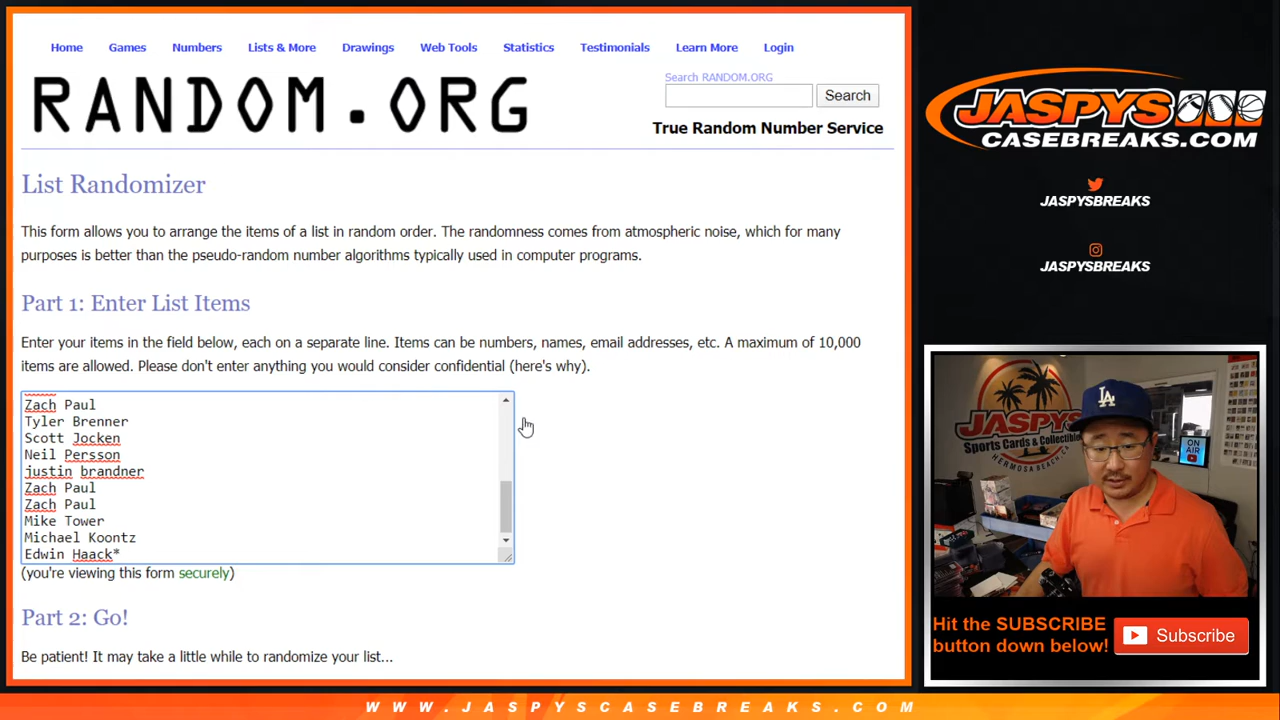 Home Games Numbers Lists & More Drawings Web Tools Statistics Testimonials Learn More Login
RANDOM.ORG
Search RANDOM.ORG
Search
True Random Number Service
List Randomizer
This form allows you to arrange the items of a list in random order. The randomness comes from atmospheric noise, which for many
purposes is better than the pseudo-random number algorithms typically used in computer programs.
Part 1: Enter List Items
Enter your items in the field below, each on a separate line. Items can be numbers, names, email addresses, etc. A maximum of 10,000
items are allowed. Please don't enter anything you would consider confidential (here's why).
Zach Paul
Tyler Brenner
Scott Jocken
Neil Persson
justin brandner
Zach Paul
Zach Paul
Mike Tower
Michael Koontz
Edwin Haack*
(you're viewing this form securely)
Part 2: Go!
Be patient! It may take a little while to randomize your list...
JASPYS
CASEBREAKS.COM
JASPYSBREAKS
JASPYSBREAKS
JASPYS
Sports Cards & Collectibles
HERMOSA BEACH, CA
LA
ON AIR
Hit the SUBSCRIBE
button down below!
Subscribe
WWW.JASPYSCASEBREAKS.COM